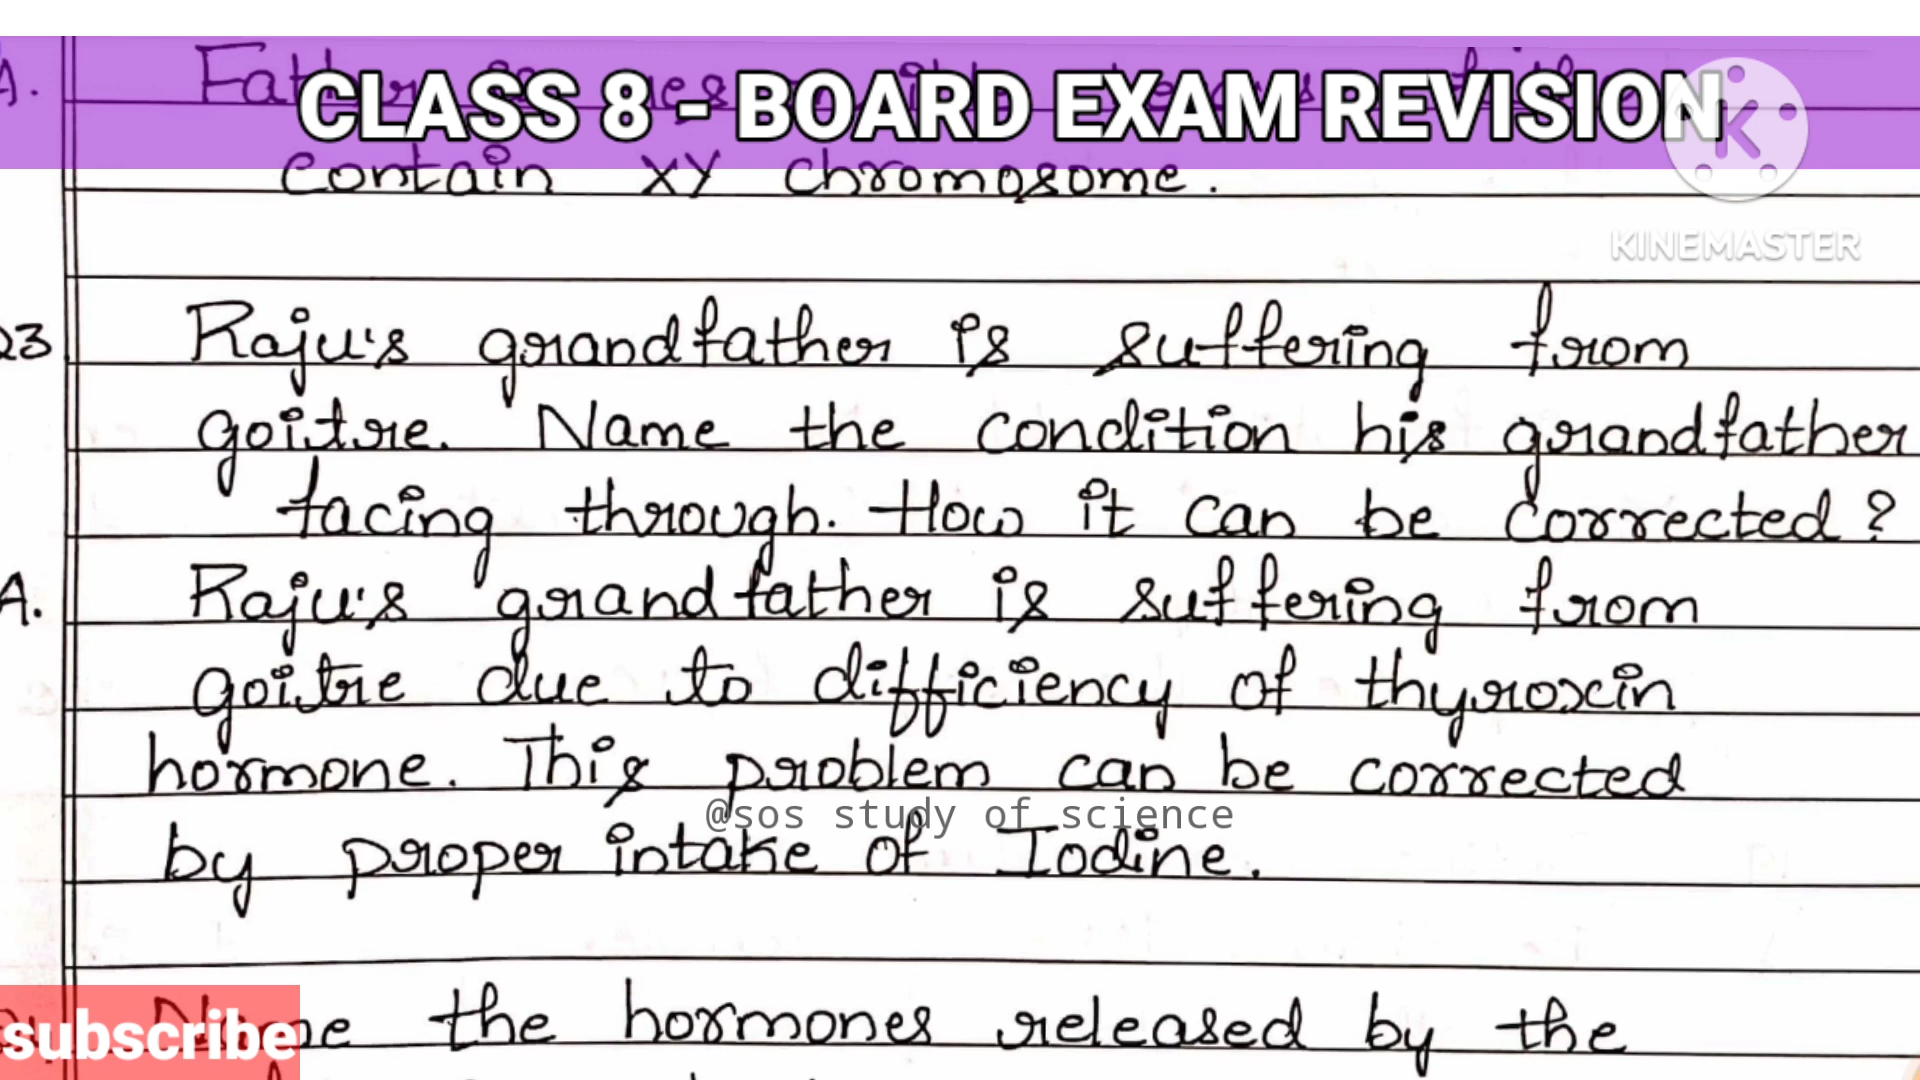 CLASS 8 - BOARD EXAM REVISION
A. Father
contain XY chromosome.
KINEMASTER
23 Raju's grandfather is suffering from
goitre. Name the condition his grandfather
facing through. How it can be corrected?
A. Raju's grandfather is suffering from
goitre due to difficiency of thyroxin
hormone. This problem can be corrected
@sos study of science
by proper intake of Iodine.
subscribe
Name the hormones released by the